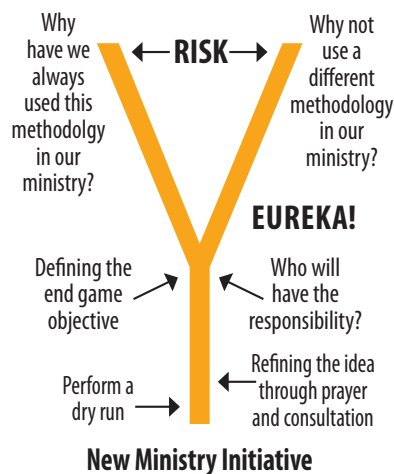 Why
have we
always
used this
methodolgy
in our
ministry?
RISK
Why not
use a
different
methodology
in our
ministry?
EUREKA!
Defining the
end game
objective
Who will
have the
responsibility?
Perform a
dry run
Refining the idea
through prayer
and consultation
New Ministry Initiative